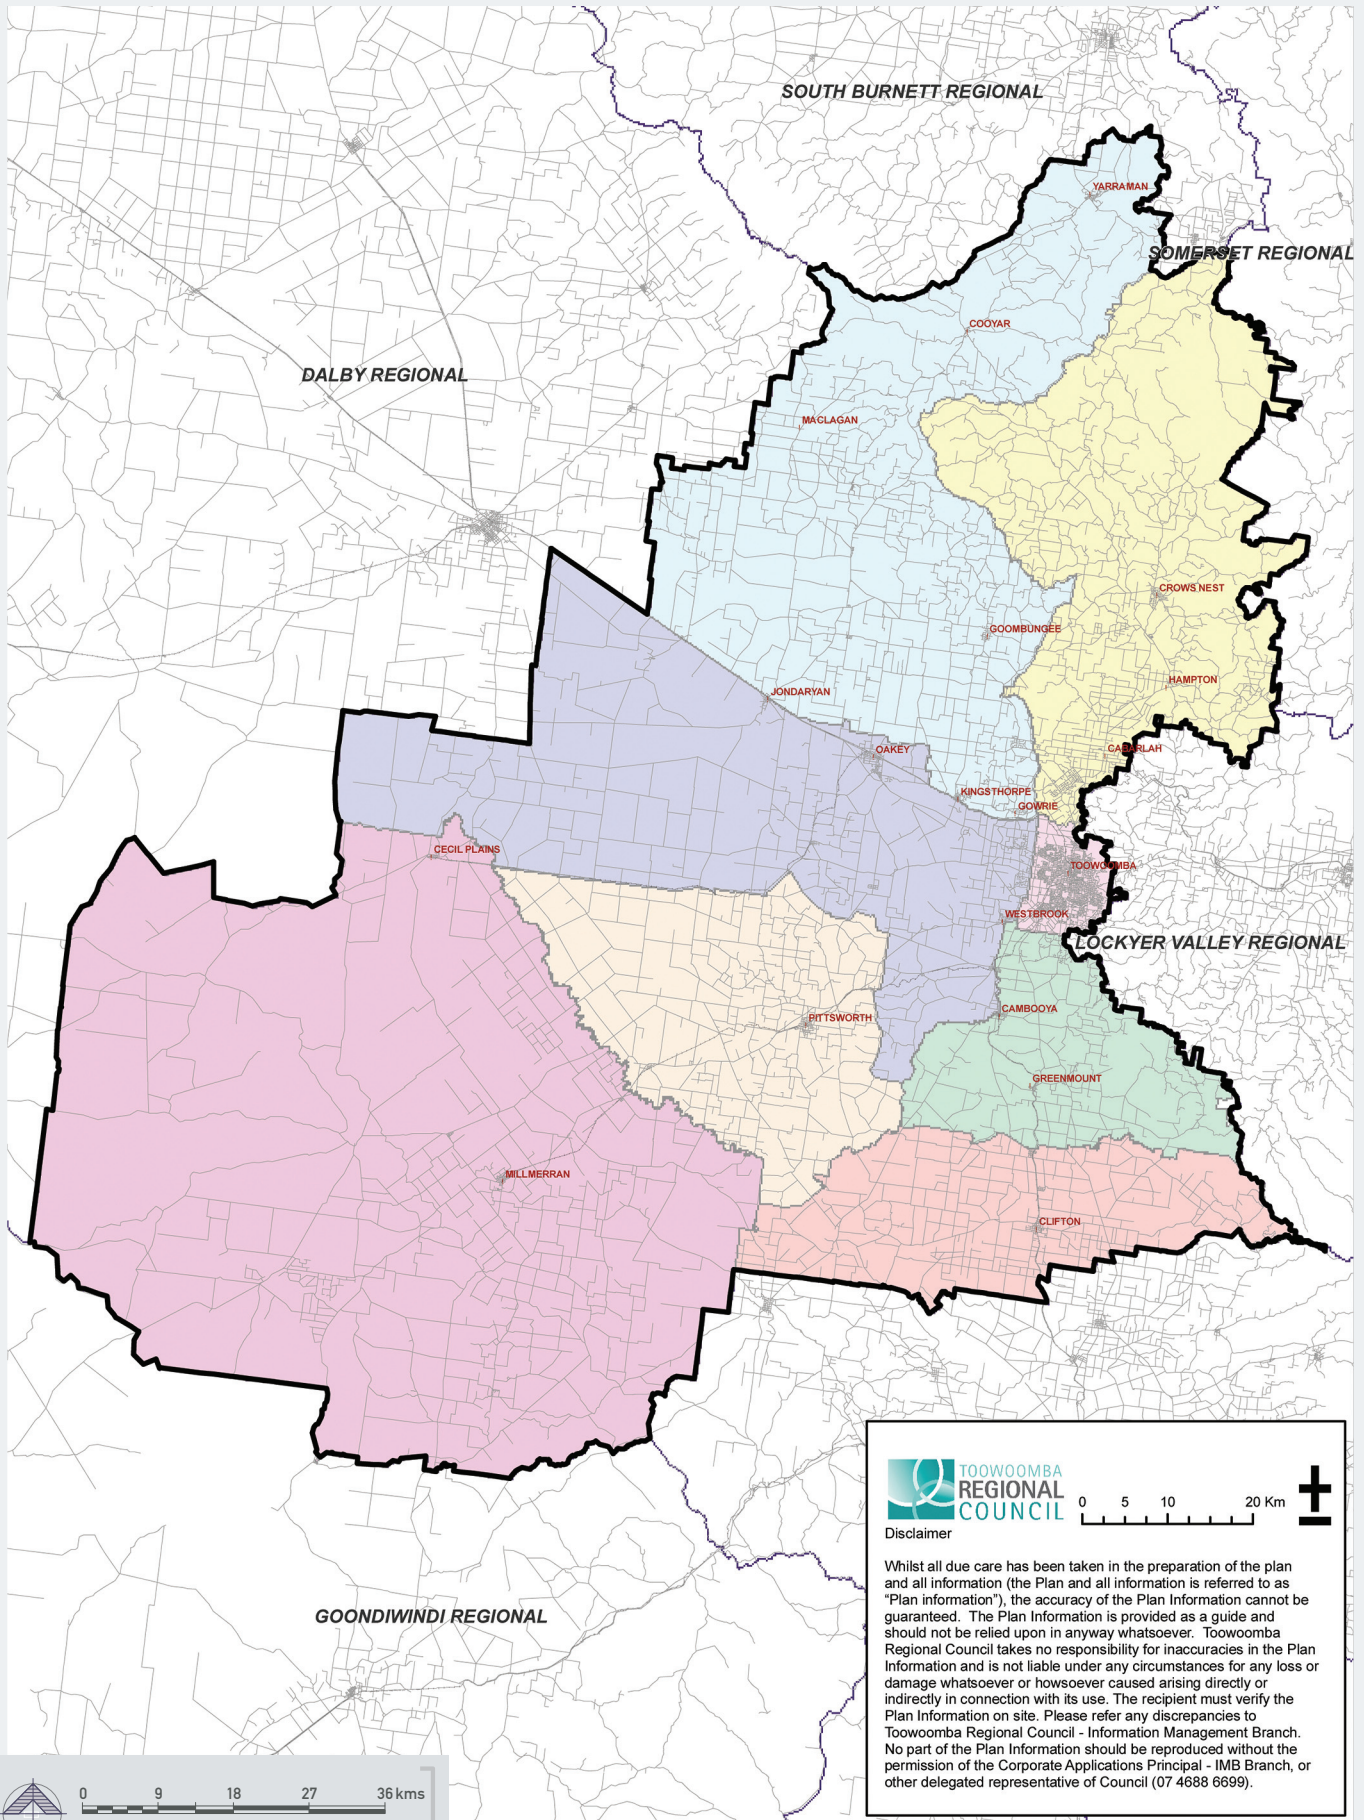 SOUTH BURNETT REGIONAL
YARRAMAN
SOMERSET REGIONAL
COOYAR
DALBY REGIONAL
MACLAGAN
CROWS NEST
GOOMBUNGEE
HAMPTON
JONDARYAN
OAKEY
CABARLAH
KINGSTHORPE
GOWRIE
CECIL PLAINS
TOOWOOMBA
WESTBROOK
LOCKYER VALLEY REGIONAL
CAMBOOYA
PITTSWORTH
GREENMOUNT
MILLMERRAN
CLIFTON
GOONDIWINDI REGIONAL
TOOWOOMBA
REGIONAL
COUNCIL
0 5 10 20 Km
Disclaimer
Whilst all due care has been taken in the preparation of the plan
and all information (the Plan and all information is referred to as
“Plan information”), the accuracy of the Plan Information cannot be
guaranteed. The Plan Information is provided as a guide and
should not be relied upon in anyway whatsoever. Toowoomba
Regional Council takes no responsibility for inaccuracies in the Plan
Information and is not liable under any circumstances for any loss or
damage whatsoever or howsoever caused arising directly or
indirectly in connection with its use. The recipient must verify the
Plan Information on site. Please refer any discrepancies to
Toowoomba Regional Council - Information Management Branch.
No part of the Plan Information should be reproduced without the
permission of the Corporate Applications Principal - IMB Branch, or
other delegated representative of Council (07 4688 6699).
0 9 18 27 36 kms